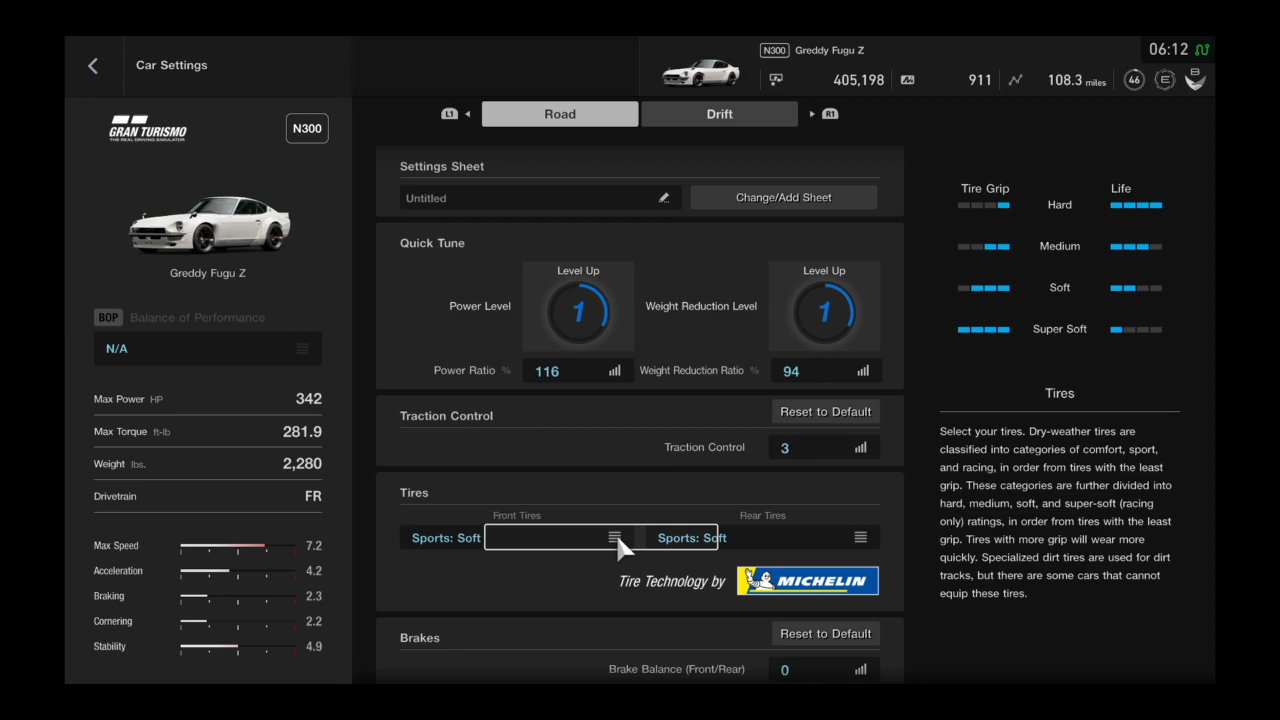 Car Settings
N300 Greddy Fugu Z
06:12
405,198
911
108.3 miles
46
E
B
GRAN TURISMO
THE REAL DRIVING SIMULATOR
N300
Greddy Fugu Z
BOP Balance of Performance
N/A
Max Power HP 342
Max Torque ft-lb 281.9
Weight lbs. 2,280
Drivetrain FR
Max Speed 7.2
Acceleration 4.2
Braking 2.3
Cornering 2.2
Stability 4.9
L1 Road Drift R1
Settings Sheet
Untitled
Change/Add Sheet
Quick Tune
Level Up Level Up
Power Level 1 Weight Reduction Level 1
Power Ratio % 116 Weight Reduction Ratio % 94
Traction Control Reset to Default
Traction Control 3
Tires
Front Tires Rear Tires
Sports: Soft Sports: Soft
Tire Technology by MICHELIN
Brakes Reset to Default
Brake Balance (Front/Rear) 0
Tire Grip Life
Hard
Medium
Soft
Super Soft
Tires
Select your tires. Dry-weather tires are
classified into categories of comfort, sport,
and racing, in order from tires with the least
grip. These categories are further divided into
hard, medium, soft, and super-soft (racing
only) ratings, in order from tires with the least
grip. Tires with more grip will wear more
quickly. Specialized dirt tires are used for dirt
tracks, but there are some cars that cannot
equip these tires.